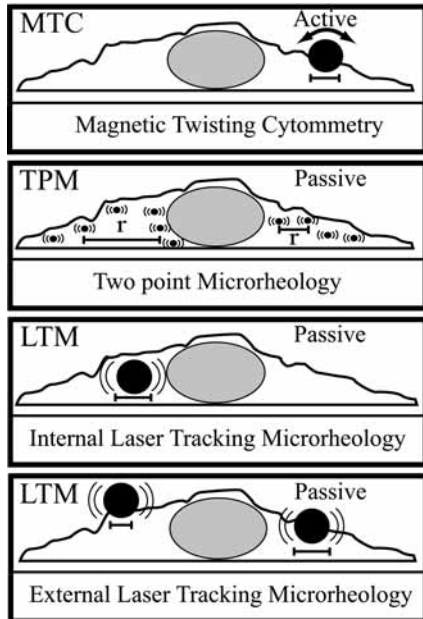 MTC
Active
Magnetic Twisting Cytommetry
TPM
Passive
r
r
Two point Microrheology
LTM
Passive
Internal Laser Tracking Microrheology
LTM
Passive
External Laser Tracking Microrheology